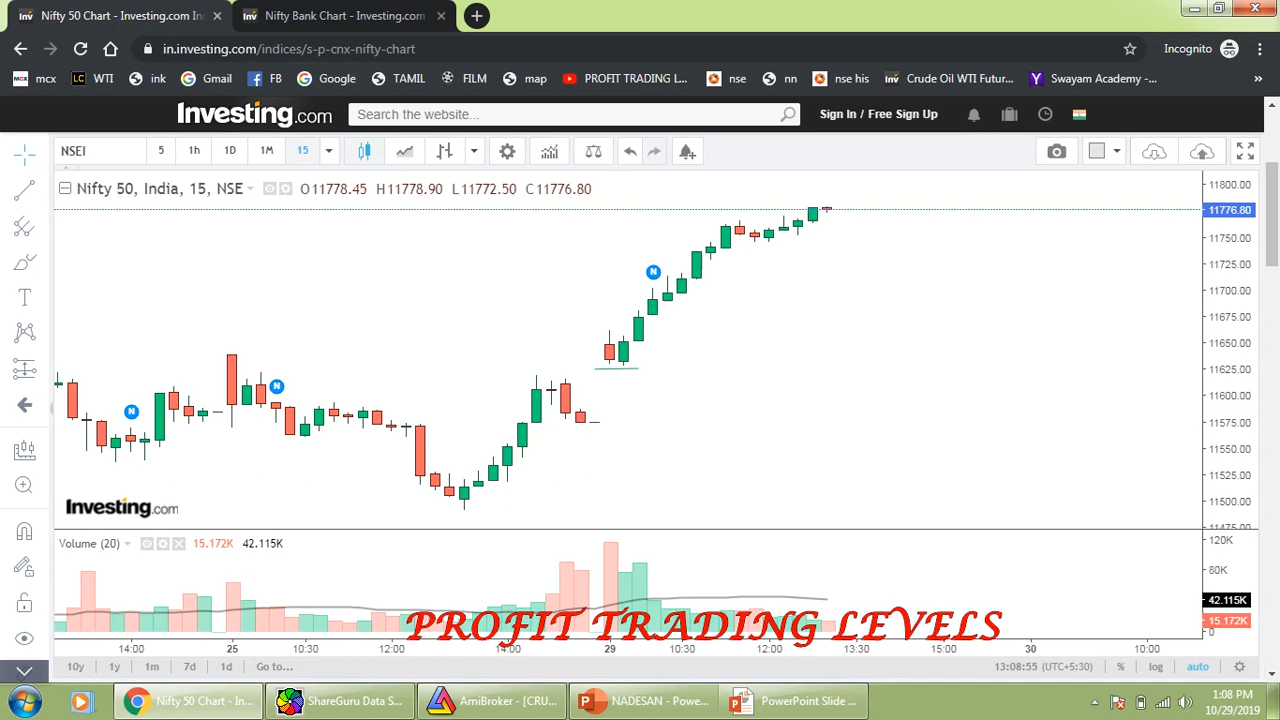 Nifty 50 Chart - Investing.com In
Nifty Bank Chart - Investing.com
in.investing.com/indices/s-p-cnx-nifty-chart
Incognito
mcx
LC WTI
ink
Gmail
FB
Google
TAMIL
FILM
map
PROFIT TRADING L...
nse
nn
nse his
Crude Oil WTI Futur...
Swayam Academy -...
»
Investing.com
Search the website...
Sign In / Free Sign Up
NSEI
5
1h
1D
1M
15
Nifty 50, India, 15, NSE
O11778.45 H11778.90 L11772.50 C11776.80
11800.00
11776.80
11750.00
11725.00
11700.00
11675.00
11650.00
11625.00
11600.00
11575.00
11550.00
11525.00
11500.00
11475.00
N
N
N
Investing.com
Volume (20) 15.172K 42.115K
120K
80K
42.115K
15.172K
0
PROFIT TRADING LEVELS
14:00 25 10:30 12:00 14:00 29 10:30 12:00 13:30 15:00 30 10:00
10y 1y 1m 7d 1d Go to...
13:08:55 (UTC+5:30) % log auto
Nifty 50 Chart - In...
ShareGuru Data S...
AmiBroker - [CRU...
NADESAN - Powe...
PowerPoint Slide ...
1:08 PM
10/29/2019